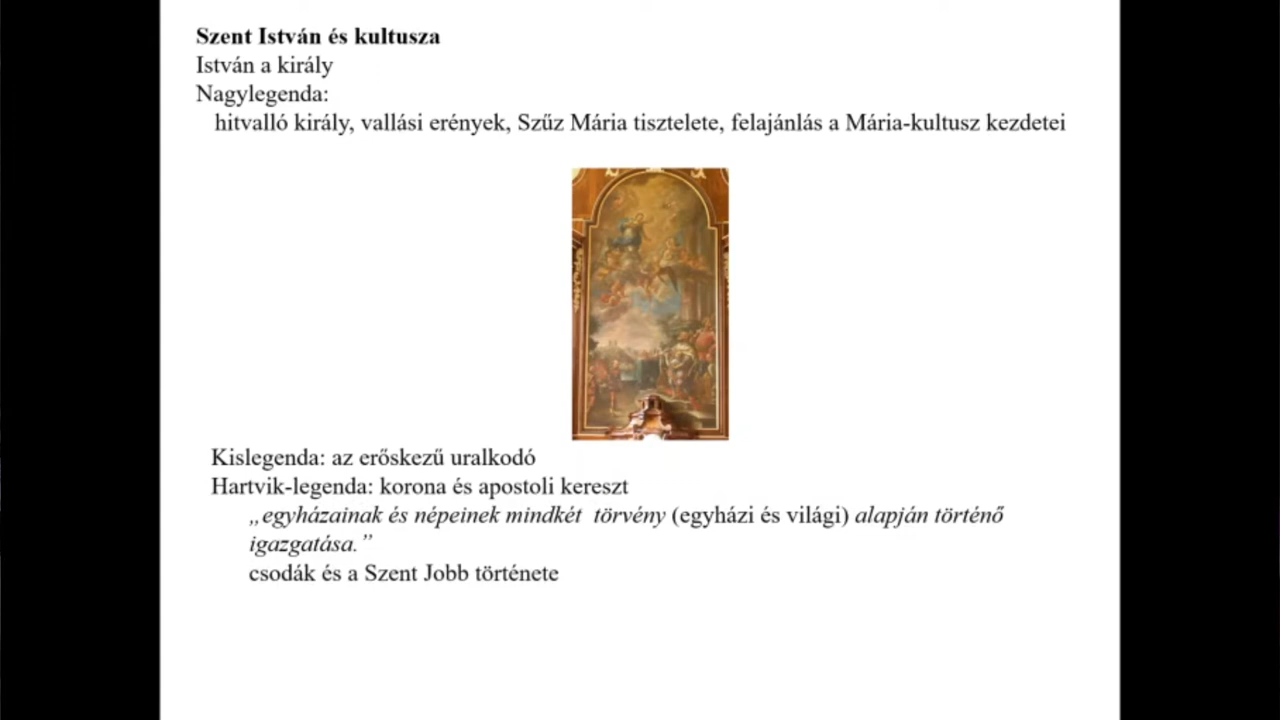 Szent István és kultusza
István a király
Nagylegenda:
hitvalló király, vallási erények, Szűz Mária tisztelete, felajánlás a Mária-kultusz kezdetei
Kislegenda: az erőskezű uralkodó
Hartvik-legenda: korona és apostoli kereszt
„egyházainak és népeinek mindkét törvény (egyházi és világi) alapján történő
igazgatása.”
csodák és a Szent Jobb története